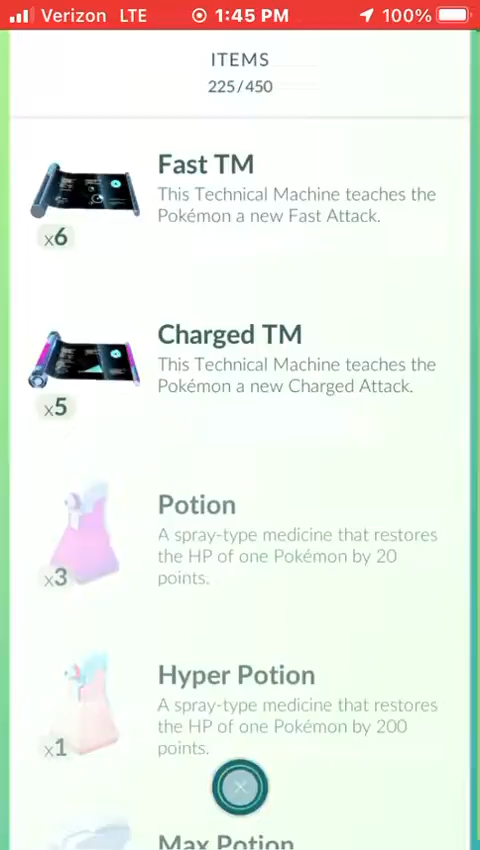 Verizon LTE 1:45 PM 100%
ITEMS
225/450
Fast TM
This Technical Machine teaches the
Pokémon a new Fast Attack.
x6
Charged TM
This Technical Machine teaches the
Pokémon a new Charged Attack.
x5
Potion
A spray-type medicine that restores
the HP of one Pokémon by 20
points.
x3
Hyper Potion
A spray-type medicine that restores
the HP of one Pokémon by 200
points.
x1
Max Potion